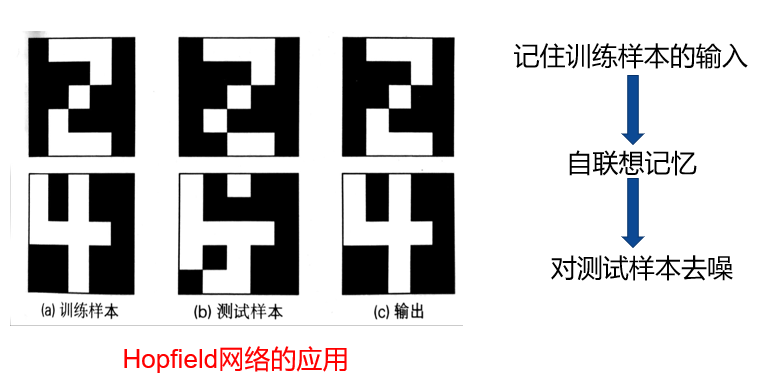 记住训练样本的输入
自联想记忆
对测试样本去噪
(a) 训练样本
(b) 测试样本
(c) 输出
Hopfield网络的应用